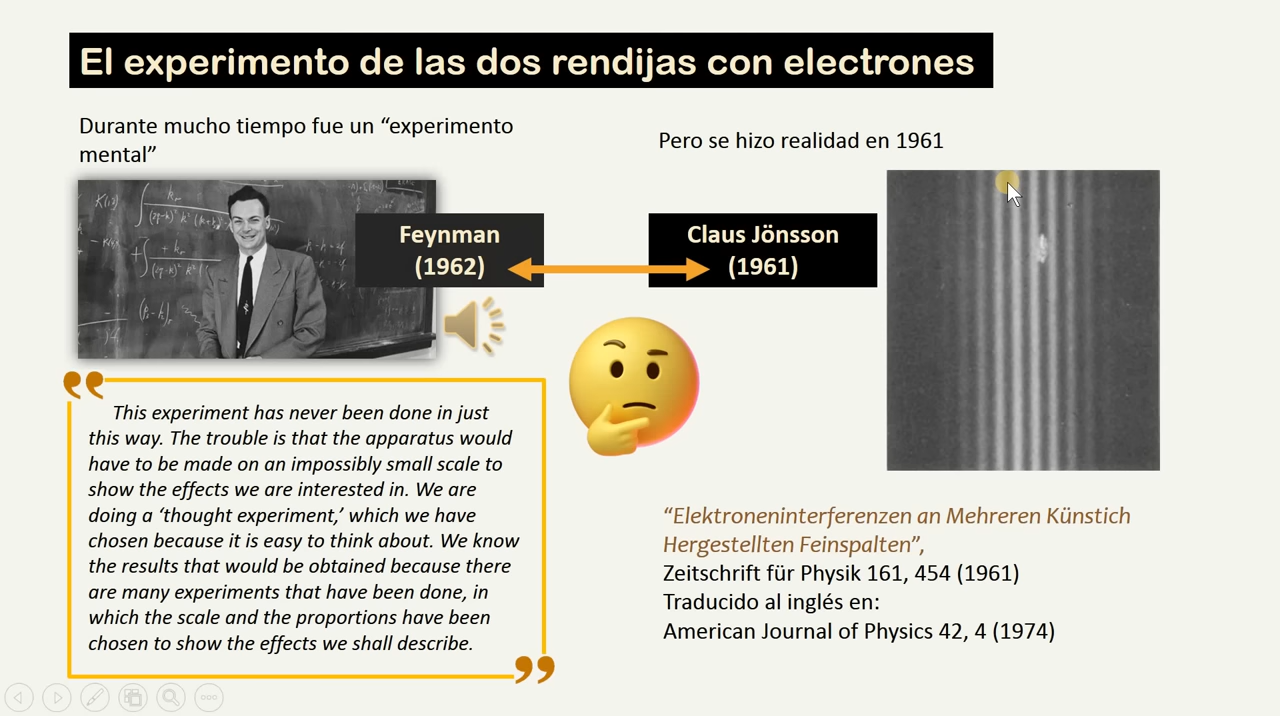 El experimento de las dos rendijas con electrones
Durante mucho tiempo fue un “experimento
mental”
Feynman
(1962)
This experiment has never been done in just
this way. The trouble is that the apparatus would
have to be made on an impossibly small scale to
show the effects we are interested in. We are
doing a ‘thought experiment,’ which we have
chosen because it is easy to think about. We know
the results that would be obtained because there
are many experiments that have been done, in
which the scale and the proportions have been
chosen to show the effects we shall describe.
Pero se hizo realidad en 1961
Claus Jönsson
(1961)
“Elektroneninterferenzen an Mehreren Künstich
Hergestellten Feinspalten”,
Zeitschrift für Physik 161, 454 (1961)
Traducido al inglés en:
American Journal of Physics 42, 4 (1974)